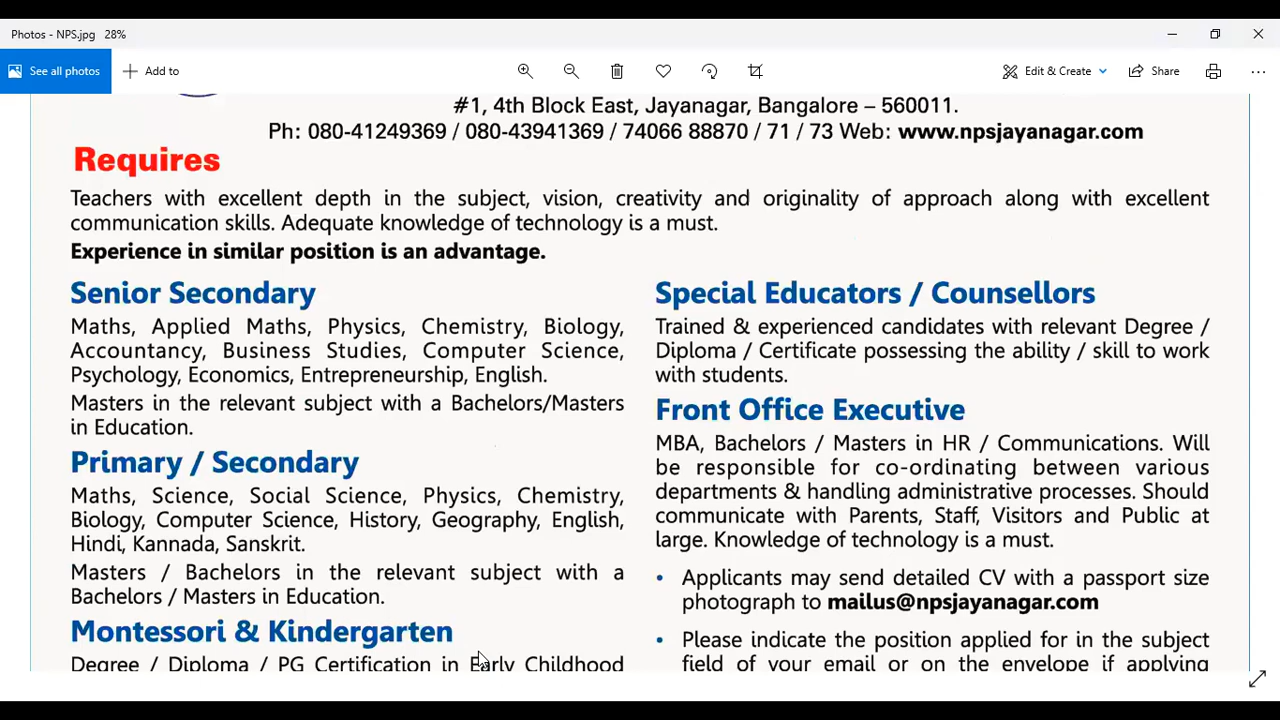 Photos - NPS.jpg 28%
See all photos
Add to
Edit & Create
Share
#1, 4th Block East, Jayanagar, Bangalore – 560011.
Ph: 080-41249369 / 080-43941369 / 74066 88870 / 71 / 73 Web: www.npsjayanagar.com
Requires
Teachers with excellent depth in the subject, vision, creativity and originality of approach along with excellent
communication skills. Adequate knowledge of technology is a must.
Experience in similar position is an advantage.
Senior Secondary
Maths, Applied Maths, Physics, Chemistry, Biology,
Accountancy, Business Studies, Computer Science,
Psychology, Economics, Entrepreneurship, English.
Masters in the relevant subject with a Bachelors/Masters
in Education.
Primary / Secondary
Maths, Science, Social Science, Physics, Chemistry,
Biology, Computer Science, History, Geography, English,
Hindi, Kannada, Sanskrit.
Masters / Bachelors in the relevant subject with a
Bachelors / Masters in Education.
Montessori & Kindergarten
Degree / Diploma / PG Certification in Early Childhood
Special Educators / Counsellors
Trained & experienced candidates with relevant Degree /
Diploma / Certificate possessing the ability / skill to work
with students.
Front Office Executive
MBA, Bachelors / Masters in HR / Communications. Will
be responsible for co-ordinating between various
departments & handling administrative processes. Should
communicate with Parents, Staff, Visitors and Public at
large. Knowledge of technology is a must.
• Applicants may send detailed CV with a passport size
photograph to mailus@npsjayanagar.com
• Please indicate the position applied for in the subject
field of your email or on the envelope if applying